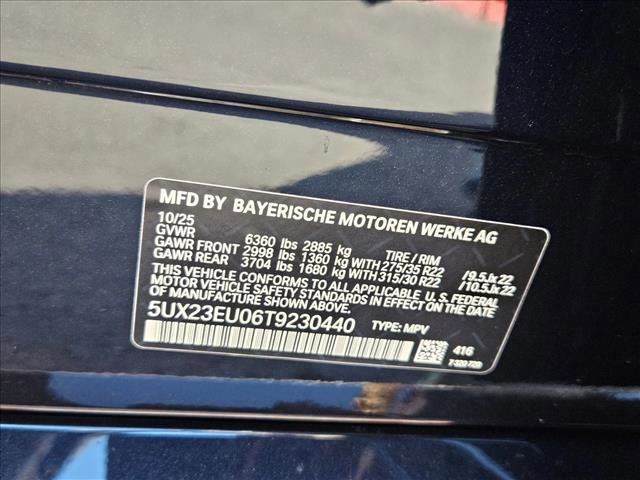 MFD BY BAYERISCHE MOTOREN WERKE AG
10/25
GVWR 6360 lbs 2885 kg TIRE / RIM
GAWR FRONT 2998 lbs 1360 kg WITH 275/35 R22 /9.5Jx22
GAWR REAR 3704 lbs 1680 kg WITH 315/30 R22 /10.5Jx22
THIS VEHICLE CONFORMS TO ALL APPLICABLE U.S. FEDERAL
MOTOR VEHICLE SAFETY STANDARDS IN EFFECT ON THE DATE
OF MANUFACTURE SHOWN ABOVE.
5UX23EU06T9230440 TYPE: MPV
416